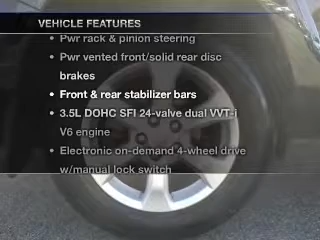 VEHICLE FEATURES
• Pwr rack & pinion steering
• Pwr vented front/solid rear disc
brakes
• Front & rear stabilizer bars
• 3.5L DOHC SFI 24-valve dual VVT-i
V6 engine
• Electronic on-demand 4-wheel drive
w/manual lock switch